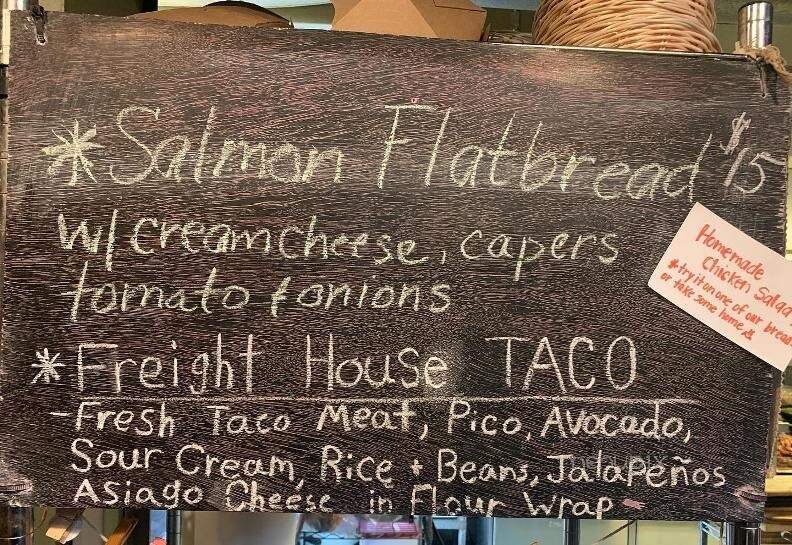 *Salmon Flatbread $15
w/ creamcheese, capers
tomato & onions
*Freight House TACO
-Fresh Taco Meat, Pico, Avocado,
Sour Cream, Rice + Beans, Jalapeños
Asiago Cheese in Flour Wrap -
Homemade
Chicken Salad
*try it on one of our bread
or take some home